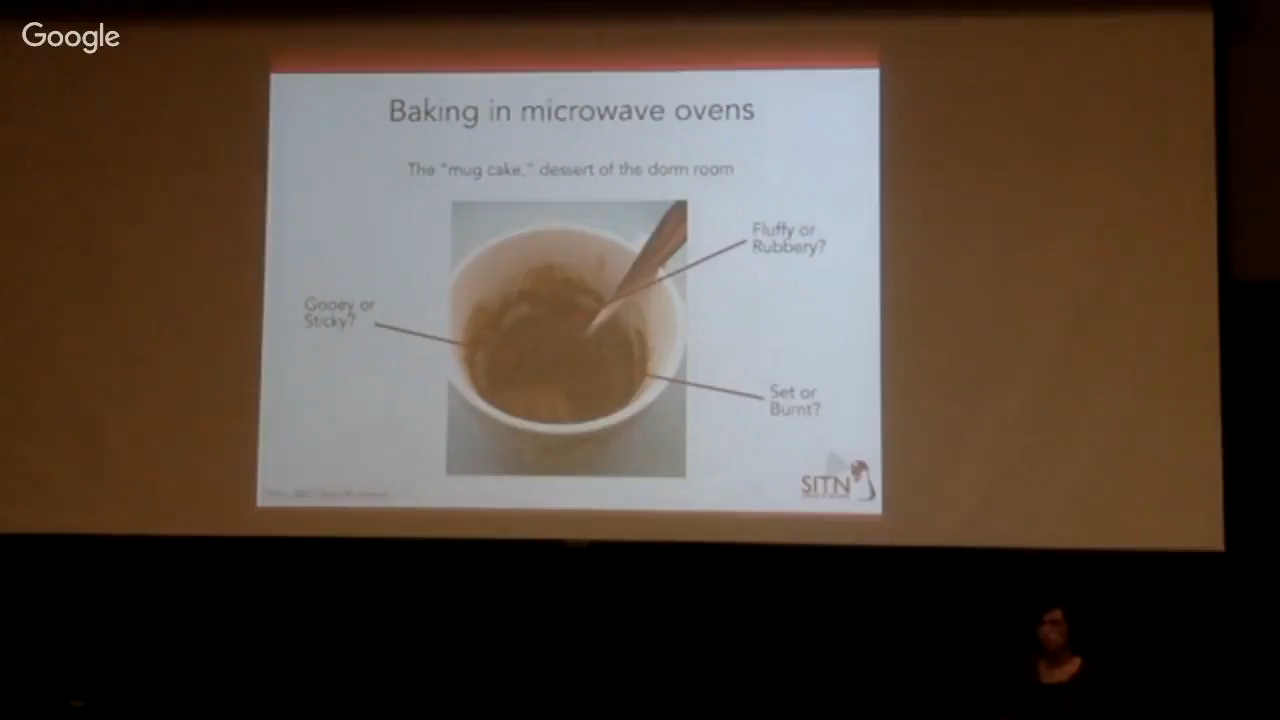 Google
Baking in microwave ovens
The "mug cake," dessert of the dorm room
Fluffy or
Rubbery?
Gooey or
Sticky?
Set or
Burnt?
SITN